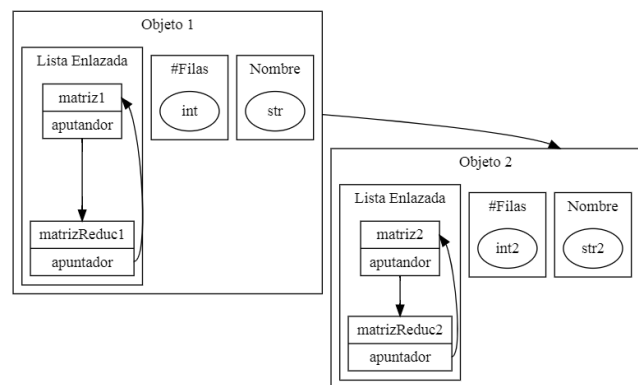 Objeto 1
Lista Enlazada
matriz1
aputandor
matrizReduc1
apuntador
#Filas
int
Nombre
str
Objeto 2
Lista Enlazada
matriz2
aputandor
matrizReduc2
apuntador
#Filas
int2
Nombre
str2